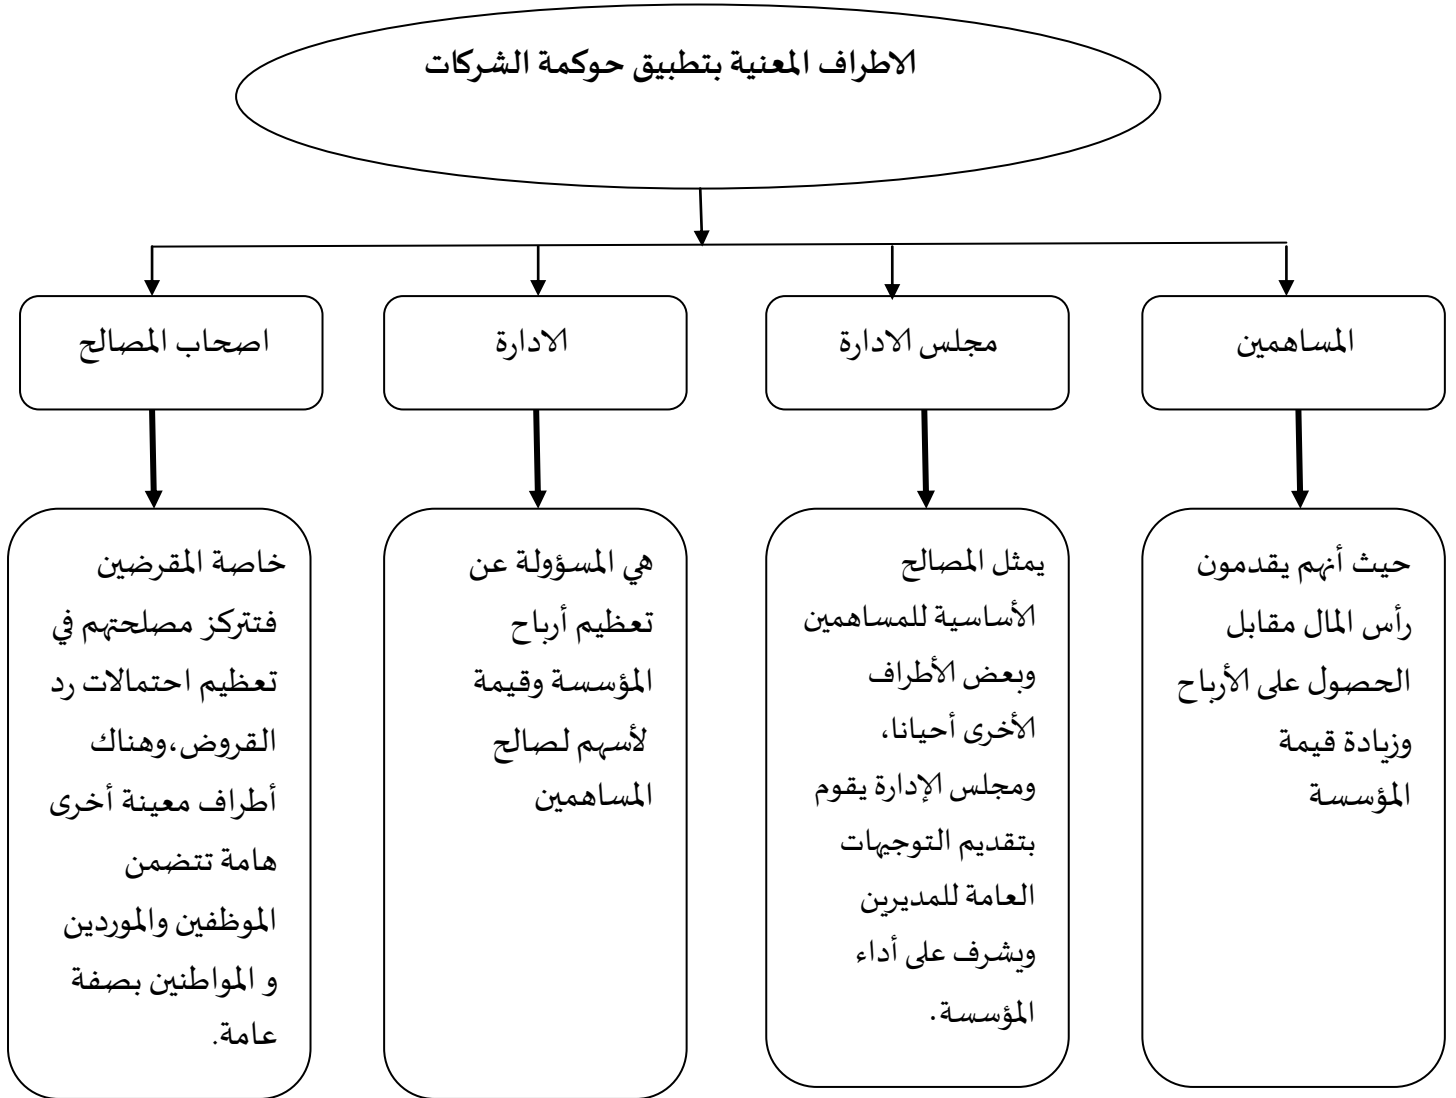 الاطراف المعنية بتطبيق حوكمة الشركات
المساهمين
مجلس الادارة
الادارة
اصحاب المصالح
حيث أنهم يقدمون
رأس المال مقابل
الحصول على الأرباح
وزيادة قيمة
المؤسسة
يمثل المصالح
الأساسية للمساهمين
وبعض الأطراف
الأخرى أحيانا،
ومجلس الإدارة يقوم
بتقديم التوجيهات
العامة للمديرين
ويشرف على أداء
المؤسسة.
هي المسؤولة عن
تعظيم أرباح
المؤسسة وقيمة
لأسهم لصالح
المساهمين
خاصة المقرضين
فتتركز مصلحتهم في
تعظيم احتمالات رد
القروض،وهناك
أطراف معينة أخرى
هامة تتضمن
الموظفين والموردين
و المواطنين بصفة
عامة.